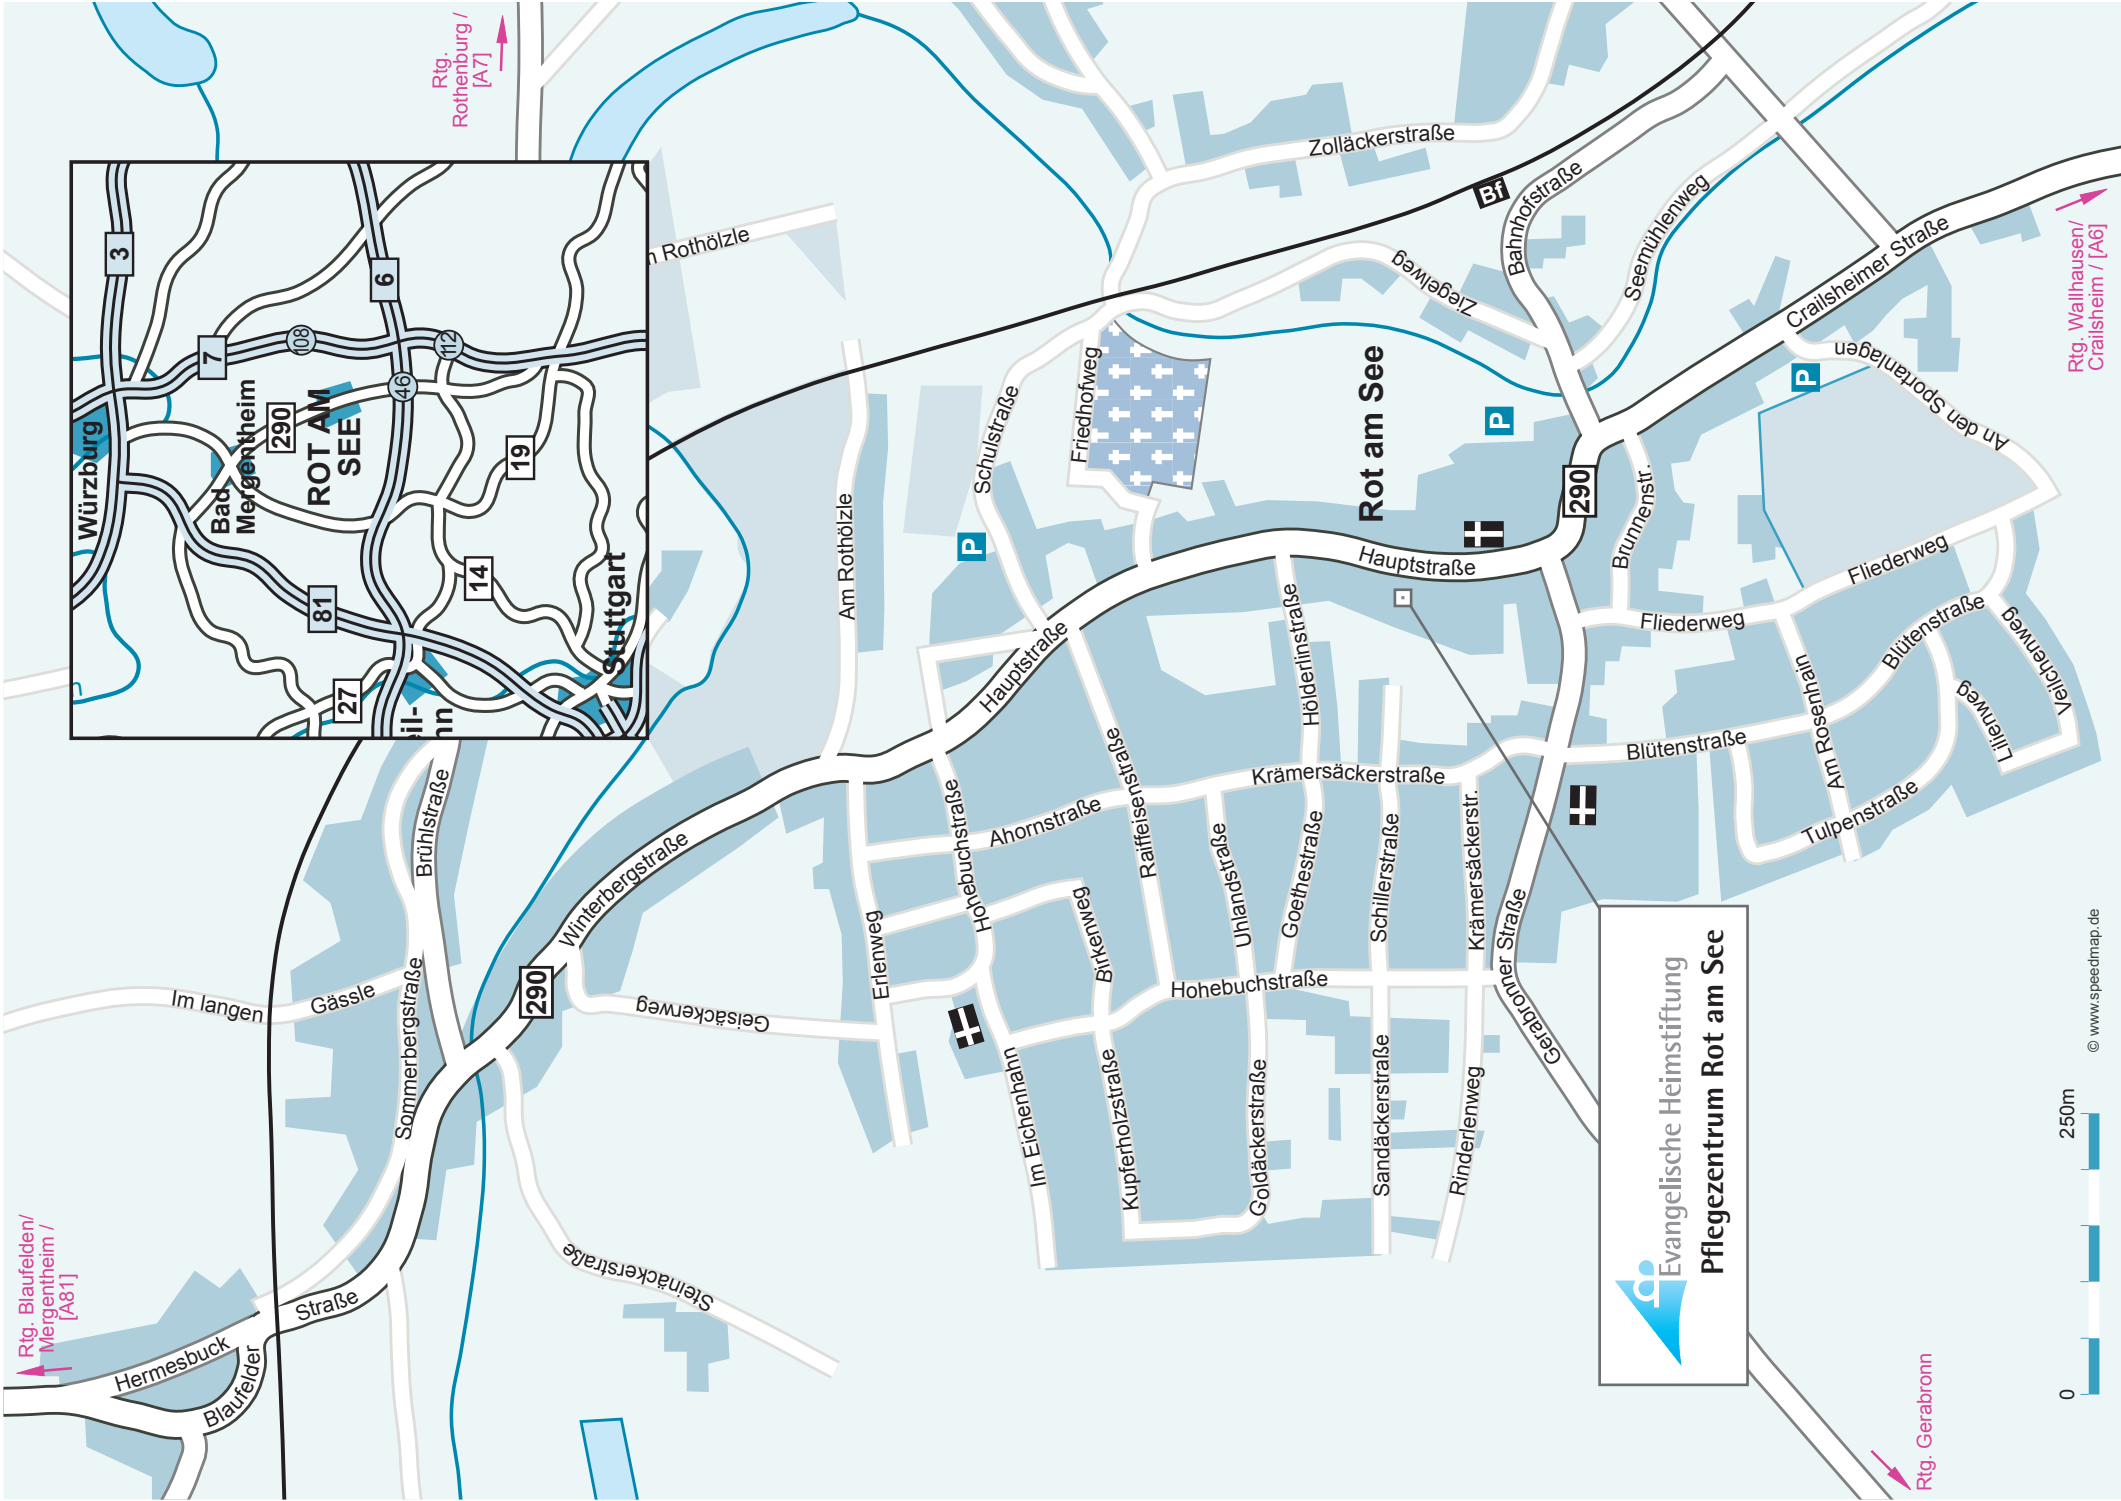 Rtg.
Rothenburg /
[A7]
3
7
108
6
112
46
Würzburg
Bad
Mergentheim
290
ROT AM
SEE
19
14
81
27
Stuttgart
eil-
nn
n Rothölzle
Am Rothölzle
Zolläckerstraße
Bf
Bahnhofstraße
Seemühlenweg
Ziegelweg
Crailsheimer Straße
Rtg. Wallhausen/
Crailsheim / [A6]
An den Sportanlagen
P
P
P
Rot am See
Friedhofweg
Schulstraße
290
Hauptstraße
Hauptstraße
Brunnenstr.
Fliederweg
Fliederweg
Blütenstraße
Blütenstraße
Veilchenweg
Lilienweg
Am Rosenhain
Tulpenstraße
Hölderlinstraße
Krämersäckerstraße
Krämersäckerstr.
Raiffeisenstraße
Ahornstraße
Hohebuchstraße
Hohebuchstraße
Uhlandstraße
Goethestraße
Schillerstraße
Birkenweg
Erlenweg
Geisäckerweg
Winterbergstraße
290
Brühlstraße
Sommerbergstraße
Im langen
Gässle
Im Eichenhahn
Kupferholzstraße
Goldäckerstraße
Sandäckerstraße
Rinderlenweg
Gerabronner Straße
Gerabronner
Steinäckerstraße
Straße
Hermesbuck
Blaufelder
Rtg. Blaufelden/
Mergentheim /
[A81]
Evangelische Heimstiftung
Pflegezentrum Rot am See
Rtg. Gerabronn
0
250m
© www.speedmap.de